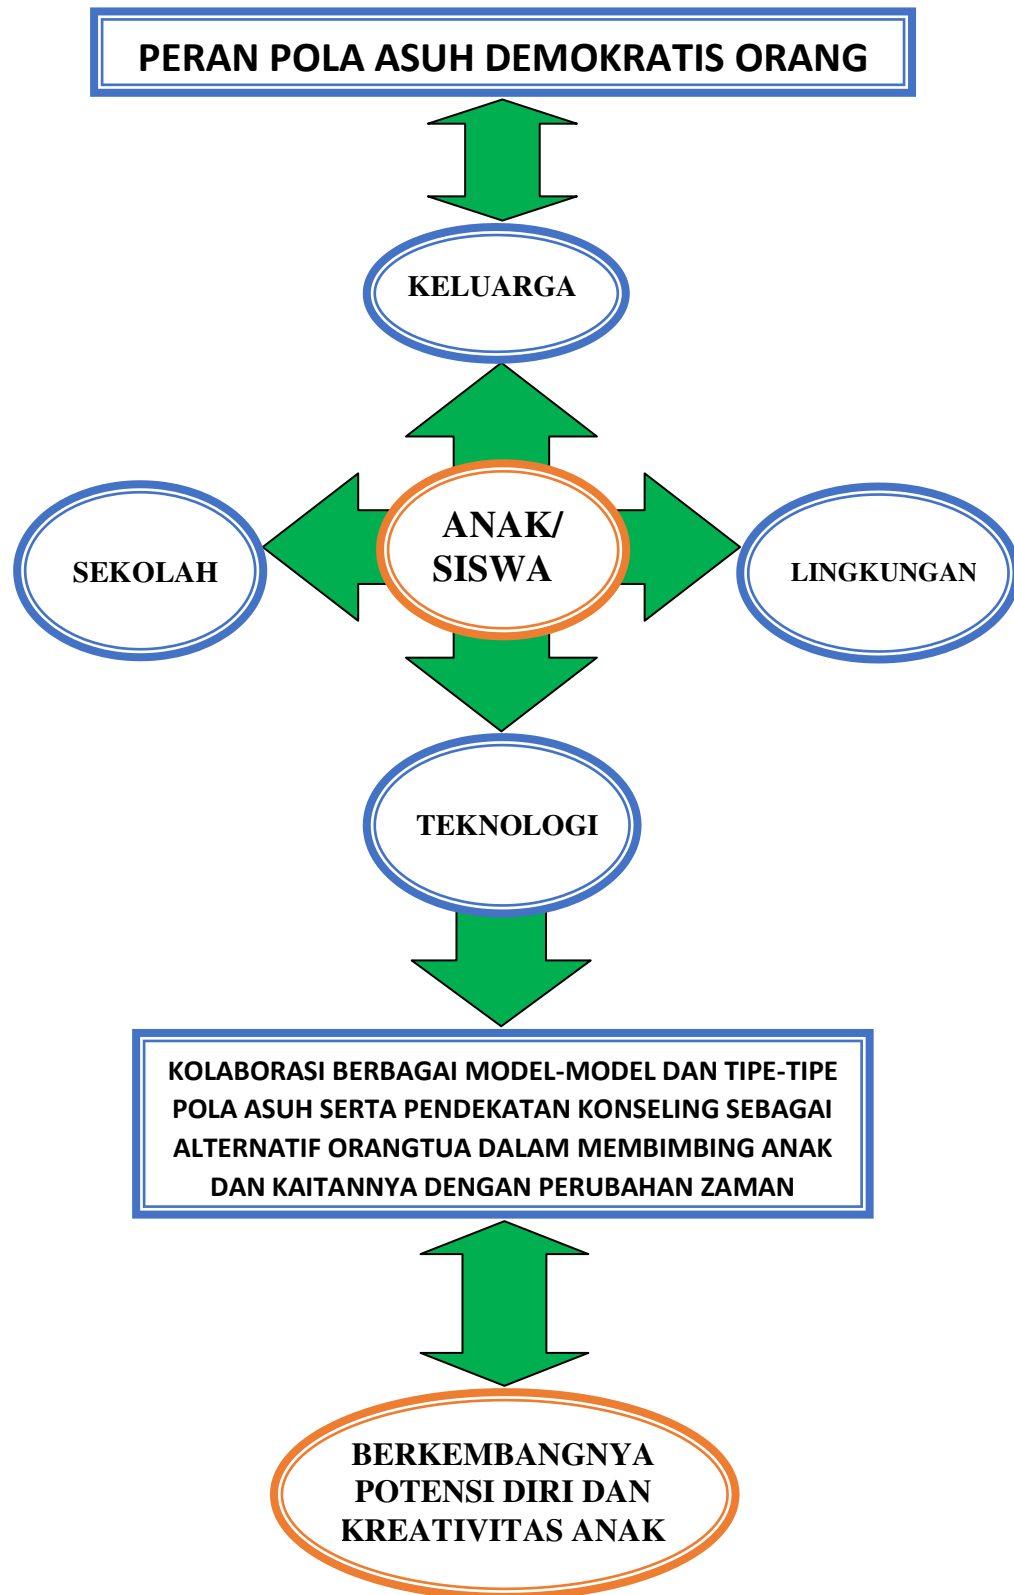 PERAN POLA ASUH DEMOKRATIS ORANG
KELUARGA
ANAK/
SISWA
SEKOLAH
LINGKUNGAN
TEKNOLOGI
KOLABORASI BERBAGAI MODEL-MODEL DAN TIPE-TIPE
POLA ASUH SERTA PENDEKATAN KONSELING SEBAGAI
ALTERNATIF ORANGTUA DALAM MEMBIMBING ANAK
DAN KAITANNYA DENGAN PERUBAHAN ZAMAN
BERKEMBANGNYA
POTENSI DIRI DAN
KREATIVITAS ANAK